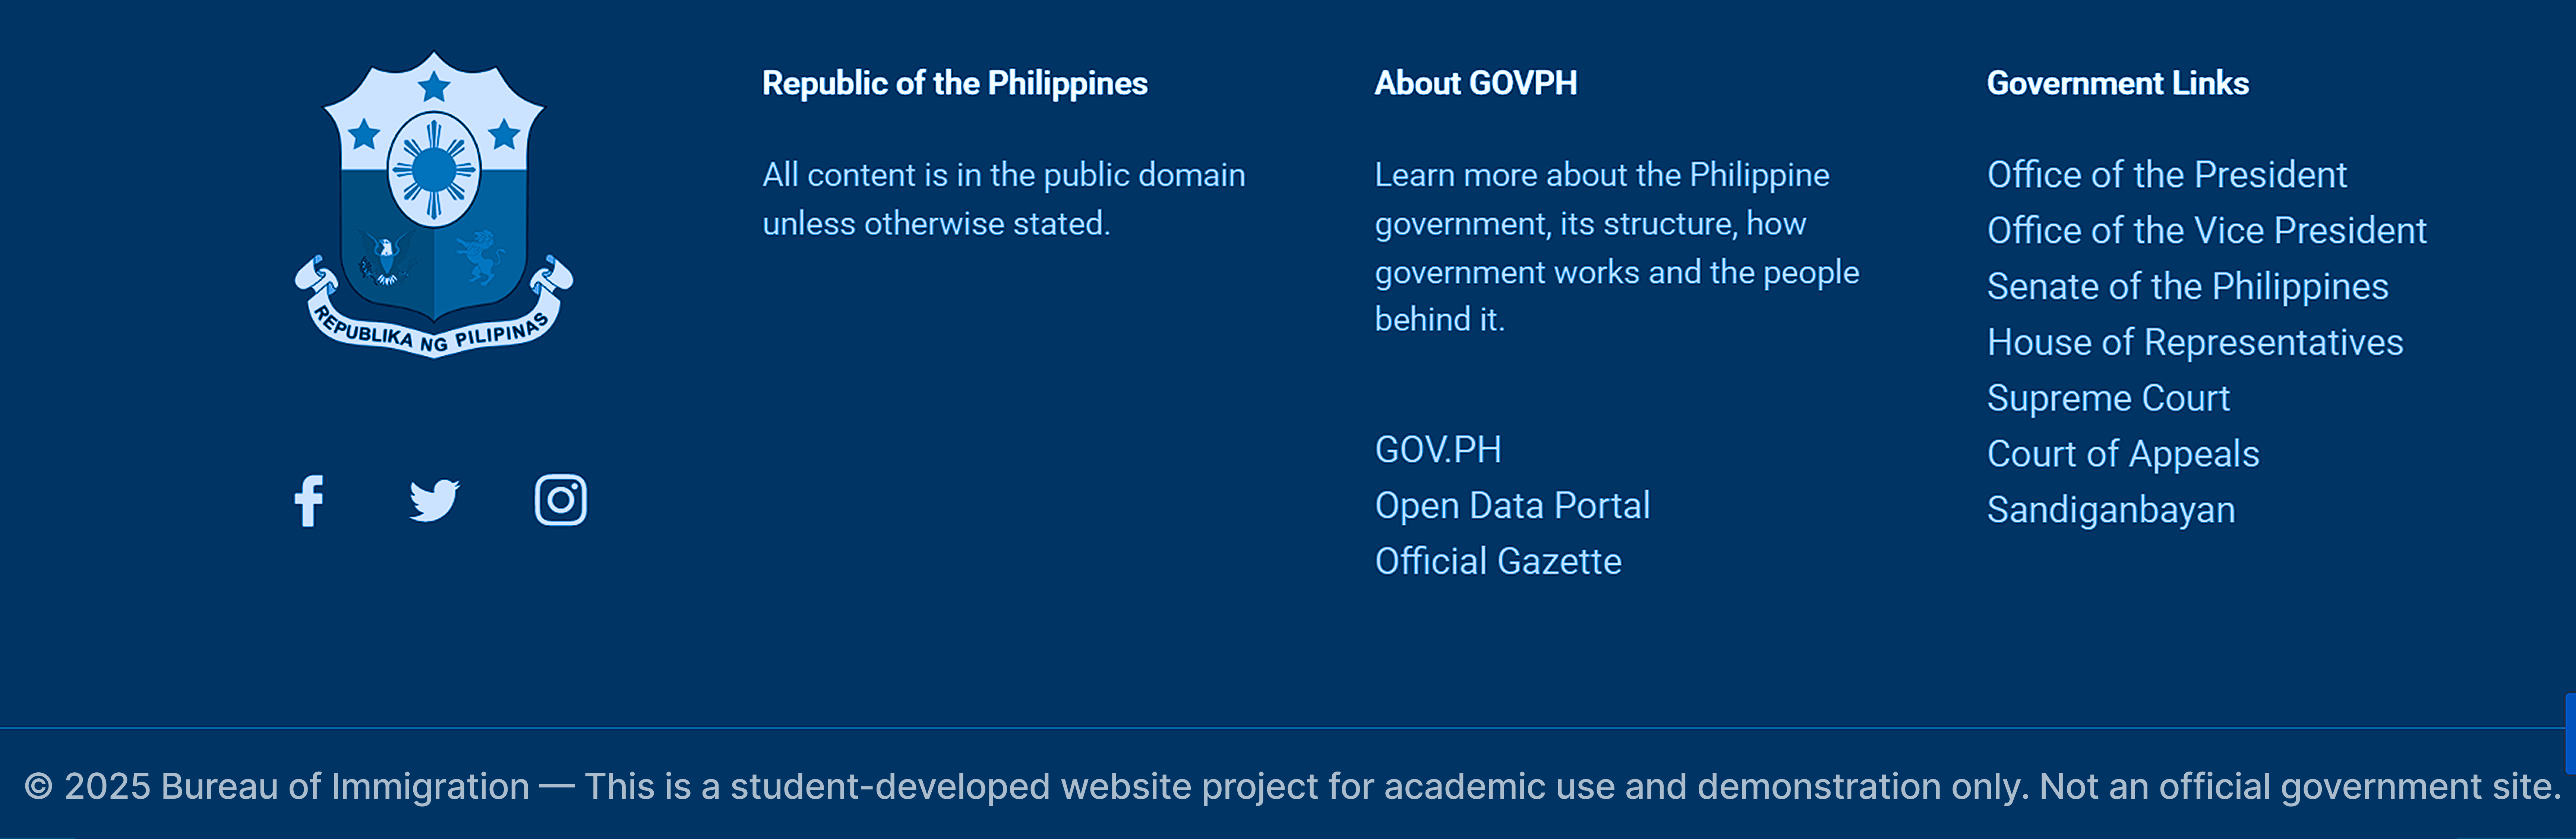 REPUBLIKA NG PILIPINAS
Republic of the Philippines
All content is in the public domain
unless otherwise stated.
About GOVPH
Learn more about the Philippine
government, its structure, how
government works and the people
behind it.
GOV.PH
Open Data Portal
Official Gazette
Government Links
Office of the President
Office of the Vice President
Senate of the Philippines
House of Representatives
Supreme Court
Court of Appeals
Sandiganbayan
© 2025 Bureau of Immigration — This is a student-developed website project for academic use and demonstration only. Not an official government site.